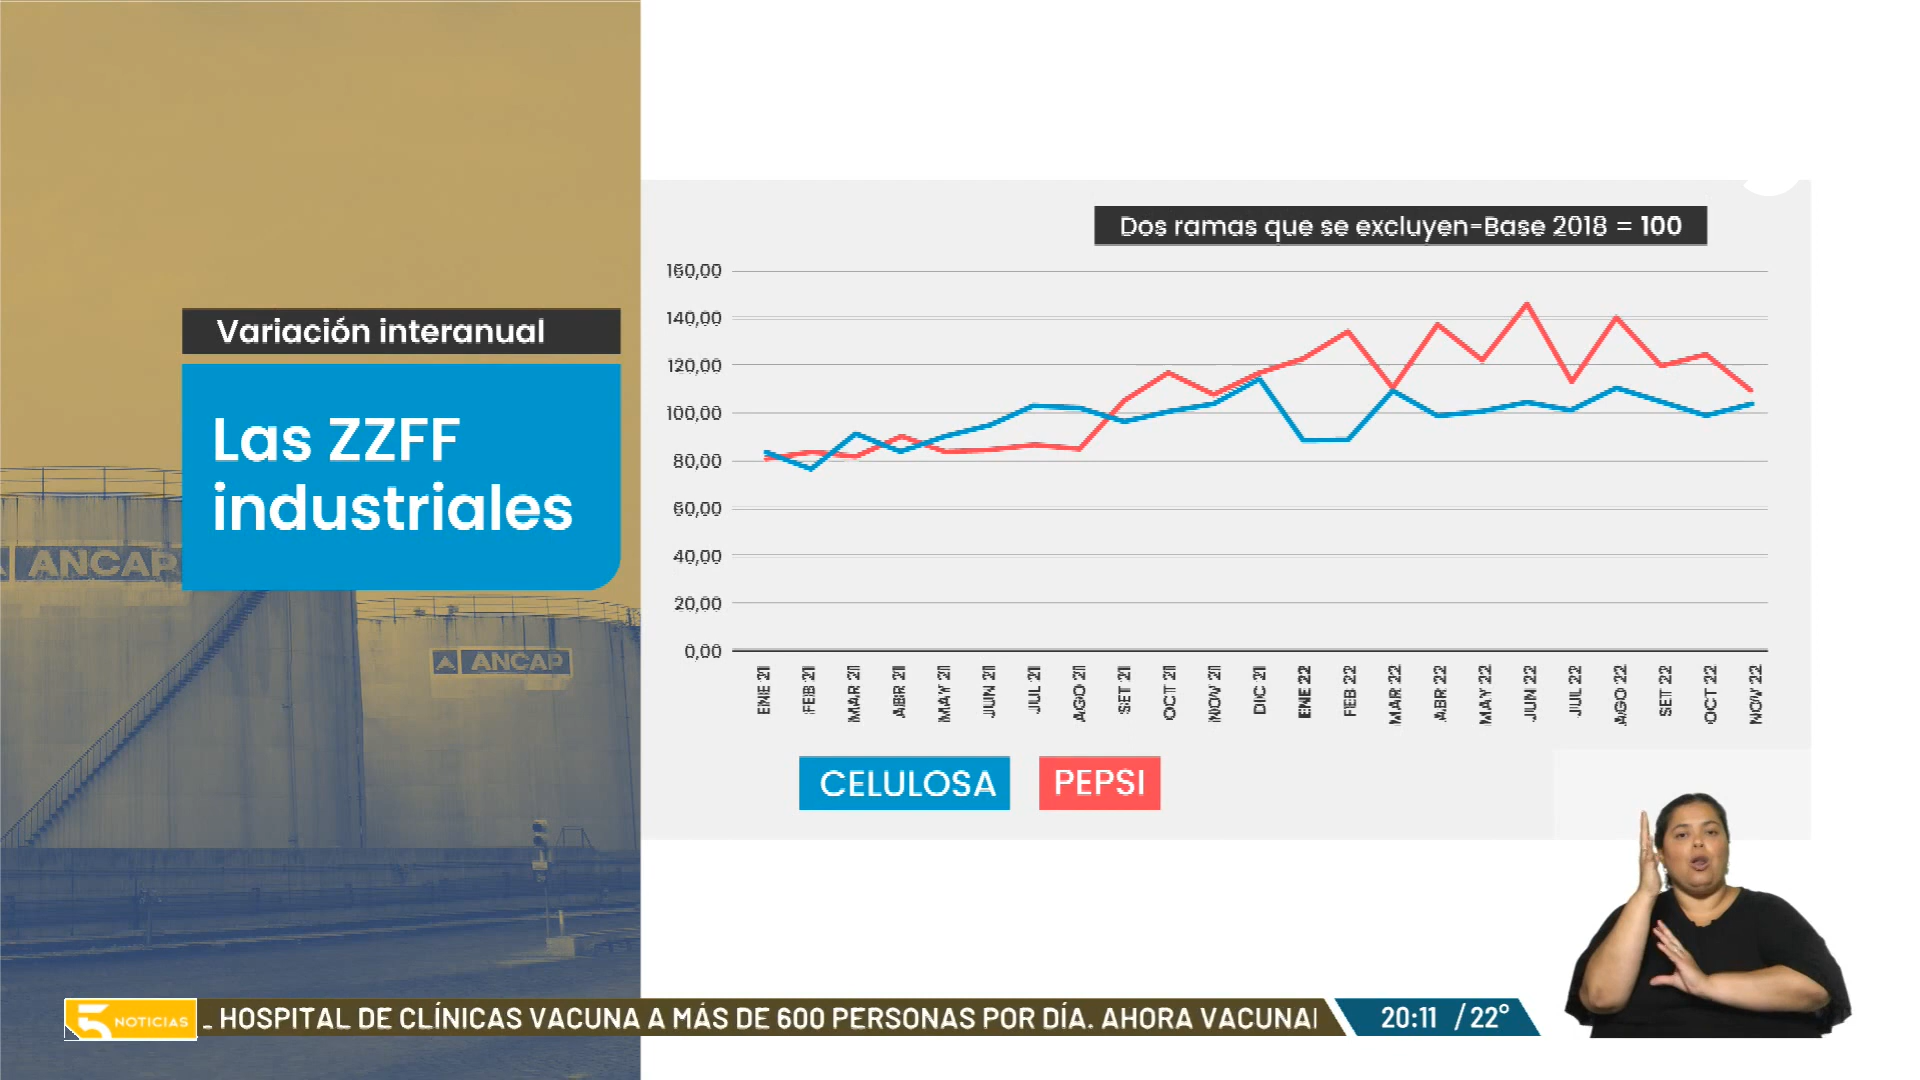 Dos ramas que se excluyen-Base 2018 = 100
Variación interanual
Las ZZFF
industriales
ANCAP
ANCAP
160,00
140,00
120,00
100,00
80,00
60,00
40,00
20,00
0,00
ENE 21
FEB 21
MAR 21
ABR 21
MAY 21
JUN 21
JUL 21
AGO 21
SET 21
OCT 21
NOV 21
DIC 21
ENE 22
FEB 22
MAR 22
ABR 22
MAY 22
JUN 22
JUL 22
AGO 22
SET 22
OCT 22
NOV 22
CELULOSA
PEPSI
5 NOTICIAS
_ HOSPITAL DE CLÍNICAS VACUNA A MÁS DE 600 PERSONAS POR DÍA. AHORA VACUNA
20:11 / 22°